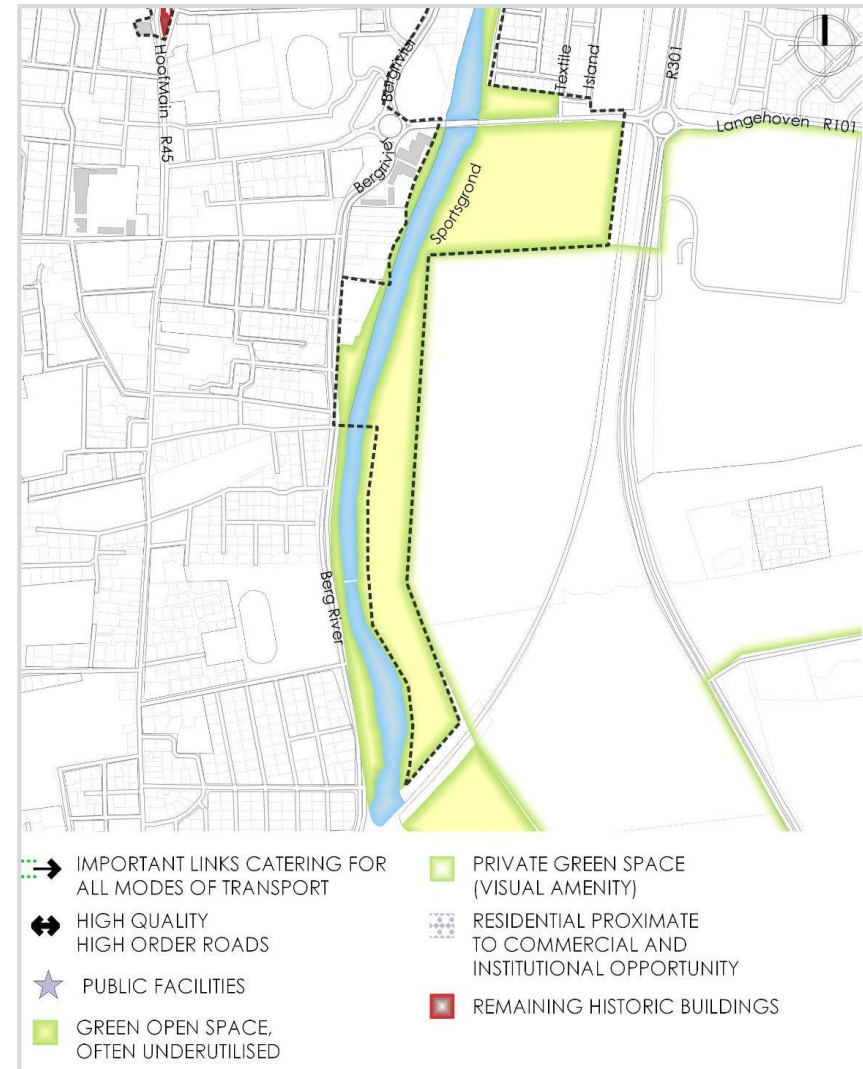 HoofMain
R45
Bergrivier
Bergrivier
Sportsgrond
Textile
Island
R301
Langehoven R101
Berg River
IMPORTANT LINKS CATERING FOR
ALL MODES OF TRANSPORT
HIGH QUALITY
HIGH ORDER ROADS
PUBLIC FACILITIES
GREEN OPEN SPACE,
OFTEN UNDERUTILISED
PRIVATE GREEN SPACE
(VISUAL AMENITY)
RESIDENTIAL PROXIMATE
TO COMMERCIAL AND
INSTITUTIONAL OPPORTUNITY
REMAINING HISTORIC BUILDINGS